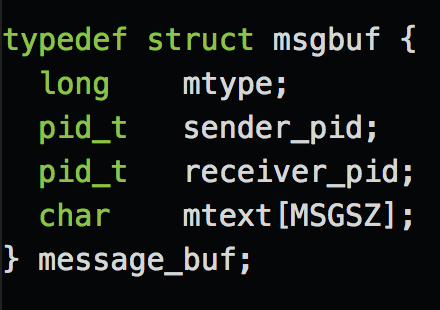 typedef struct msgbuf {
  long    mtype;
  pid_t   sender_pid;
  pid_t   receiver_pid;
  char    mtext[MSGSZ];
} message_buf;